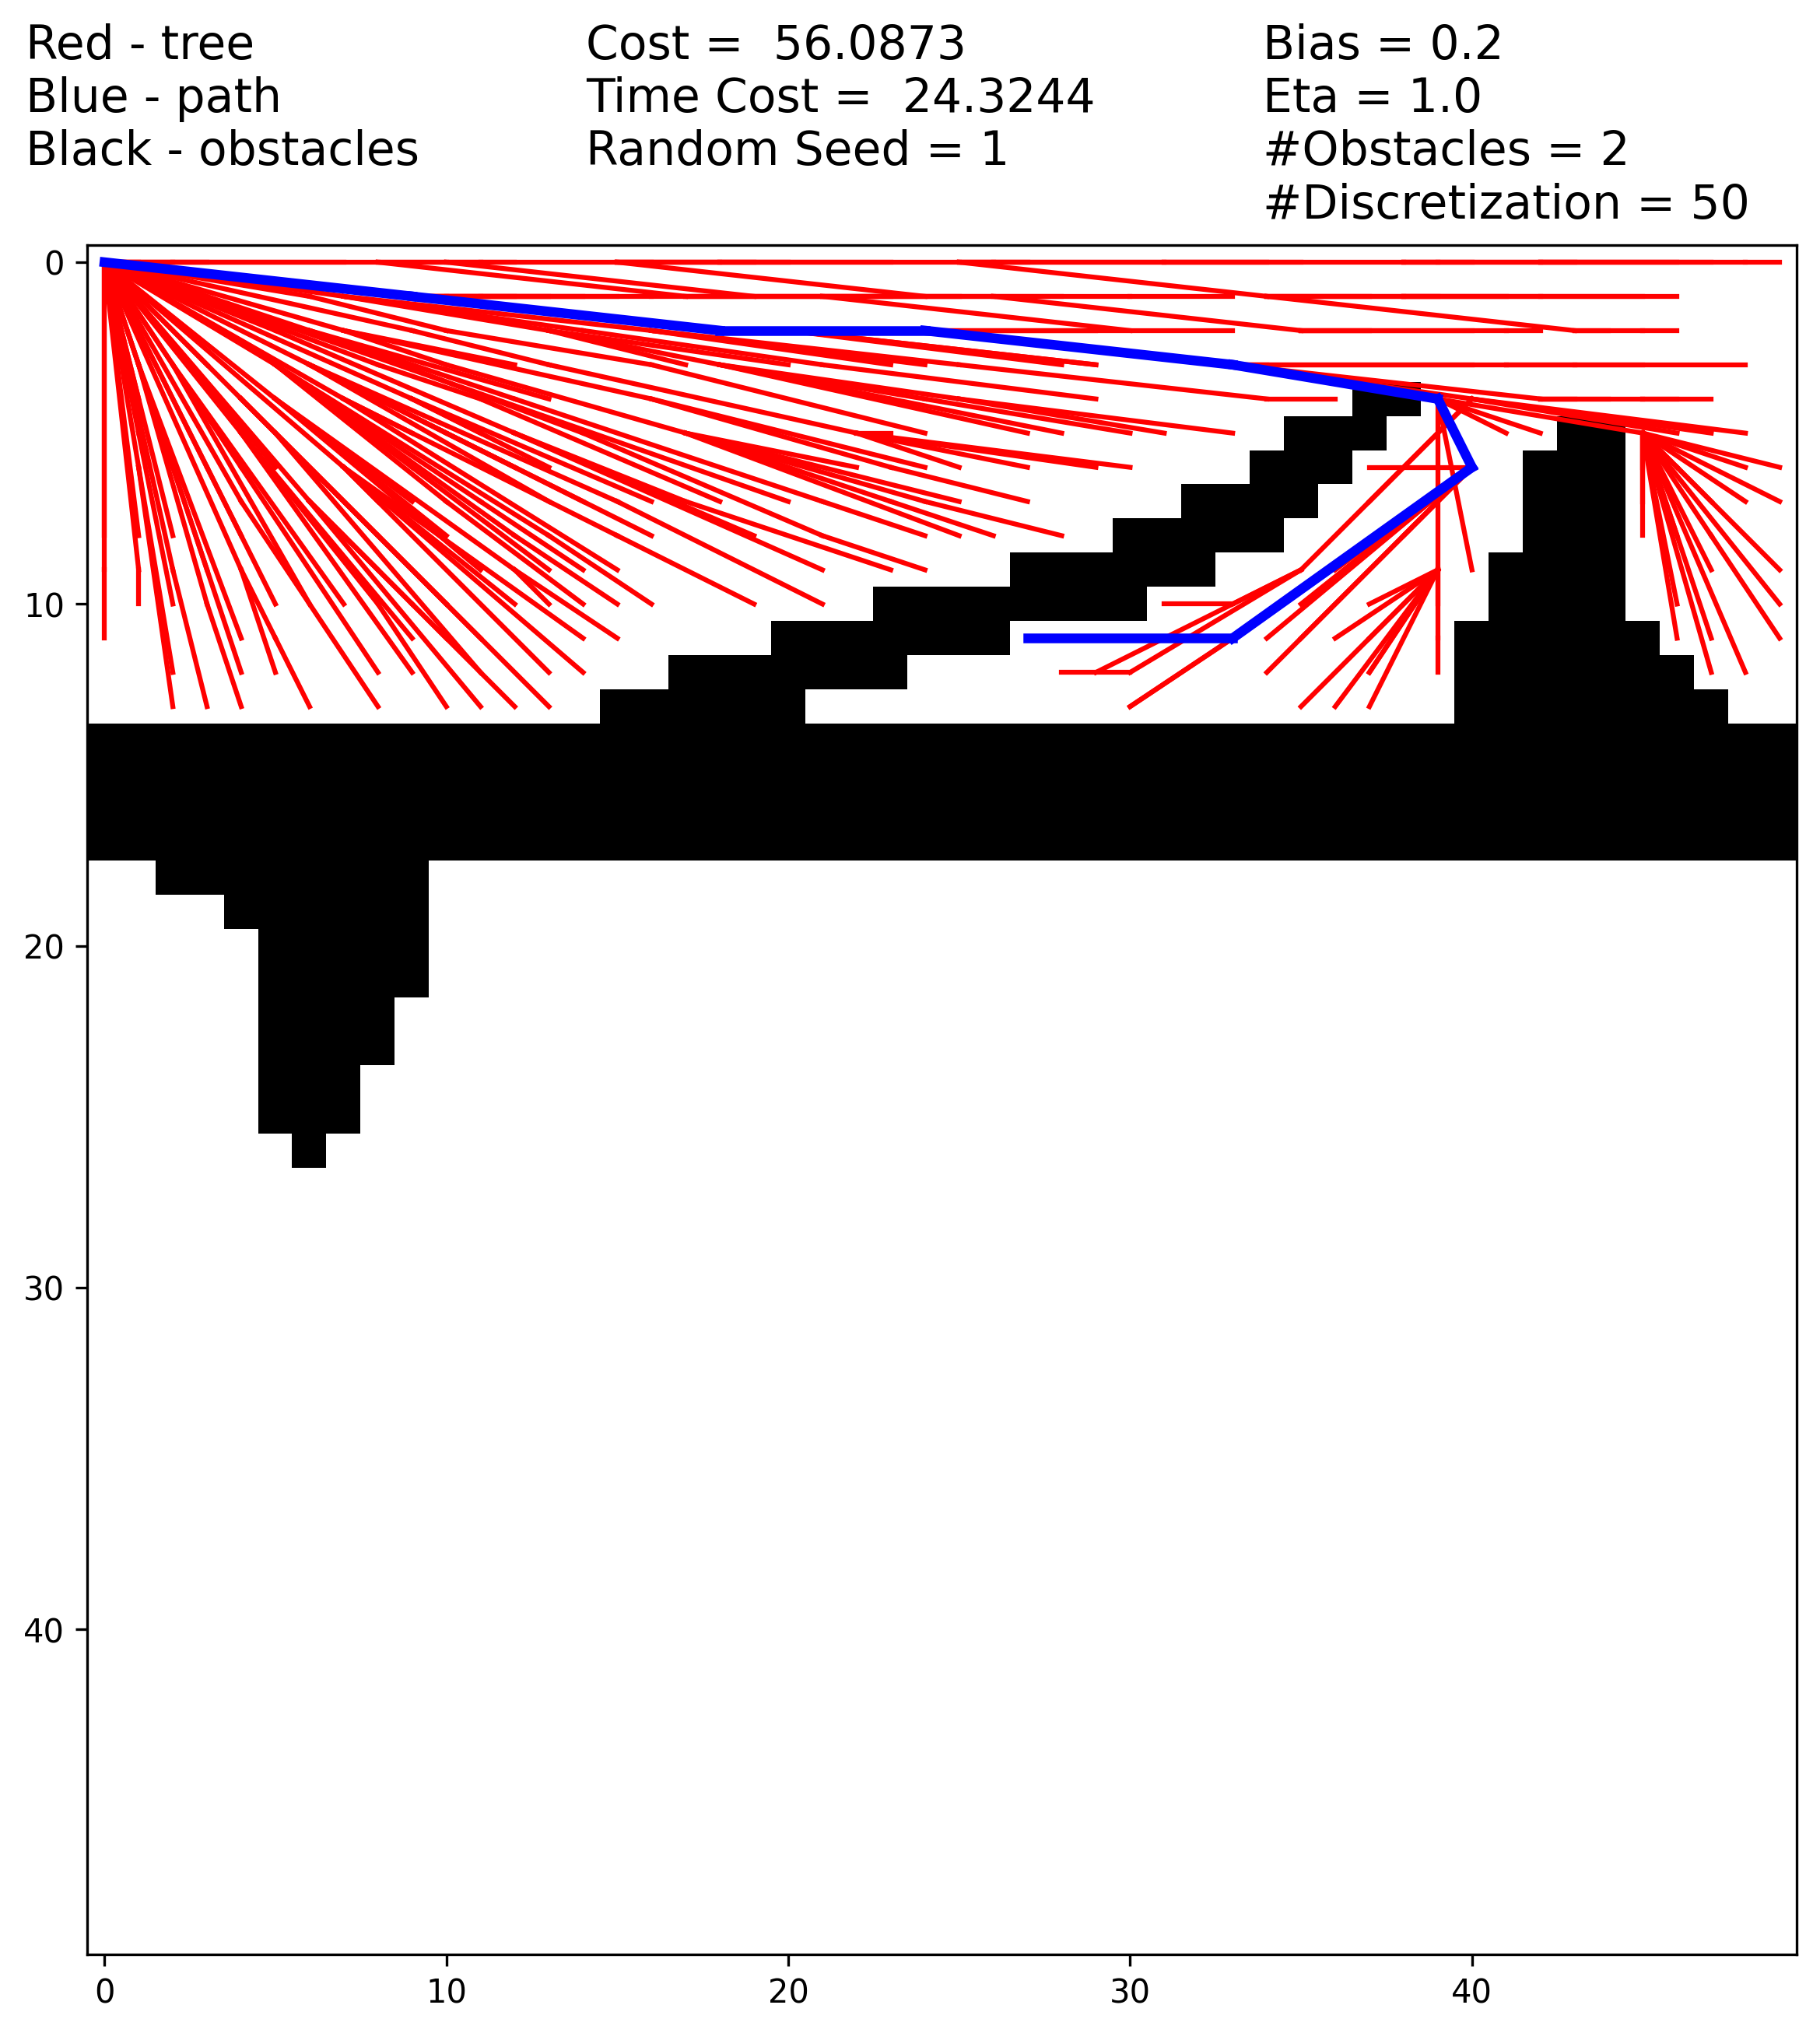 Red - tree
Blue - path
Black - obstacles
Cost =  56.0873
Time Cost =  24.3244
Random Seed = 1
Bias = 0.2
Eta = 1.0
#Obstacles = 2
#Discretization = 50
0
10
20
30
40
0 10 20 30 40